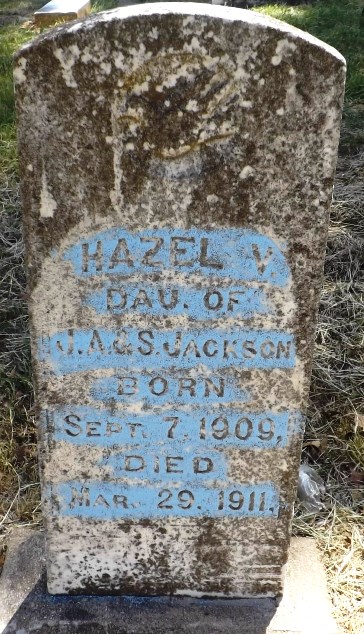 HAZEL V.
DAU. OF
J.A.&S. JACKSON
BORN
SEPT. 7. 1909.
DIED
MAR. 29. 1911.